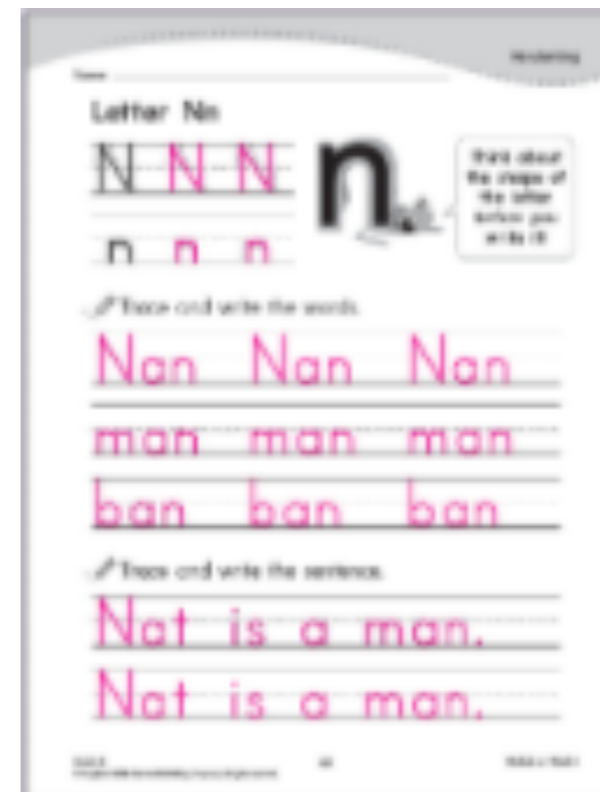 Handwriting
Name
Letter Nn
N N N
n
Think about
the shape of
the letter
before you
write it!
n n n
Trace and write the words.
Nan Nan Nan
man man man
ban ban ban
Trace and write the sentence.
Nat is a man.
Nat is a man.